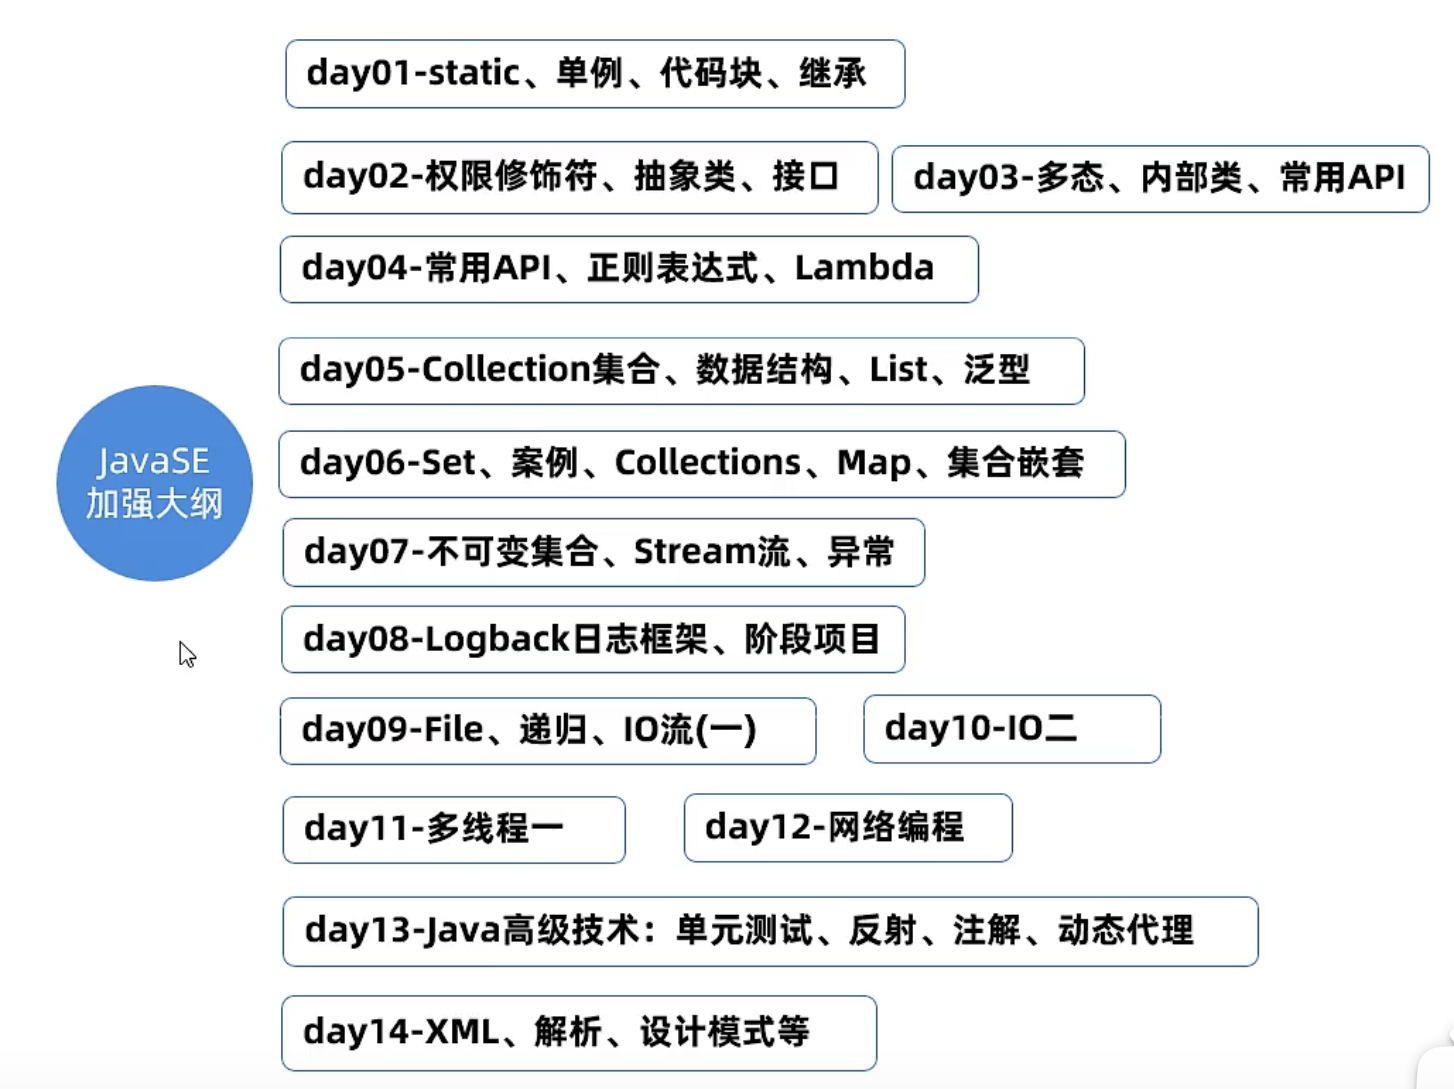 day01-static、单例、代码块、继承
day02-权限修饰符、抽象类、接口
day03-多态、内部类、常用API
day04-常用API、正则表达式、Lambda
day05-Collection集合、数据结构、List、泛型
JavaSE
加强大纲
day06-Set、案例、Collections、Map、集合嵌套
day07-不可变集合、Stream流、异常
day08-Logback日志框架、阶段项目
day09-File、递归、IO流(一)
day10-IO二
day11-多线程一
day12-网络编程
day13-Java高级技术：单元测试、反射、注解、动态代理
day14-XML、解析、设计模式等